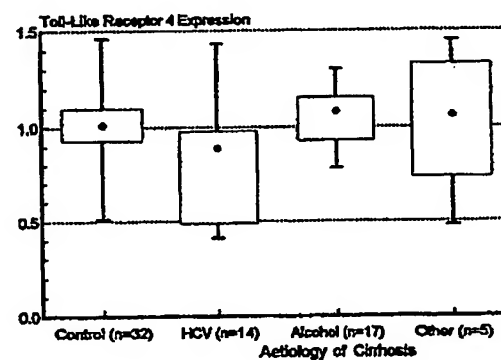 Toll-Like Receptor 4 Expression
1.5
1.0
0.5
0.0
Control (n=32) HCV (n=14) Alcohol (n=17) Other (n=5)
Aetiology of Cirrhosis